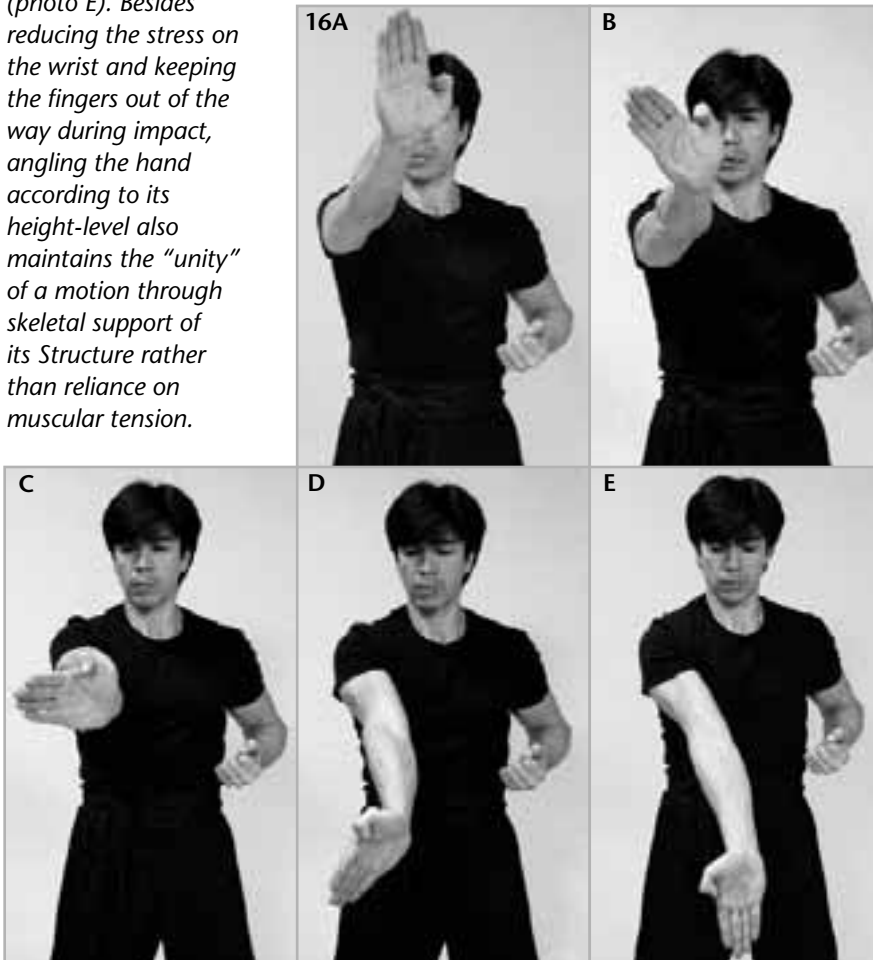 (photo E). Besides
reducing the stress on
the wrist and keeping
the fingers out of the
way during impact,
angling the hand
according to its
height-level also
maintains the “unity”
of a motion through
skeletal support of
its Structure rather
than reliance on
muscular tension.
16A
B
C
D
E